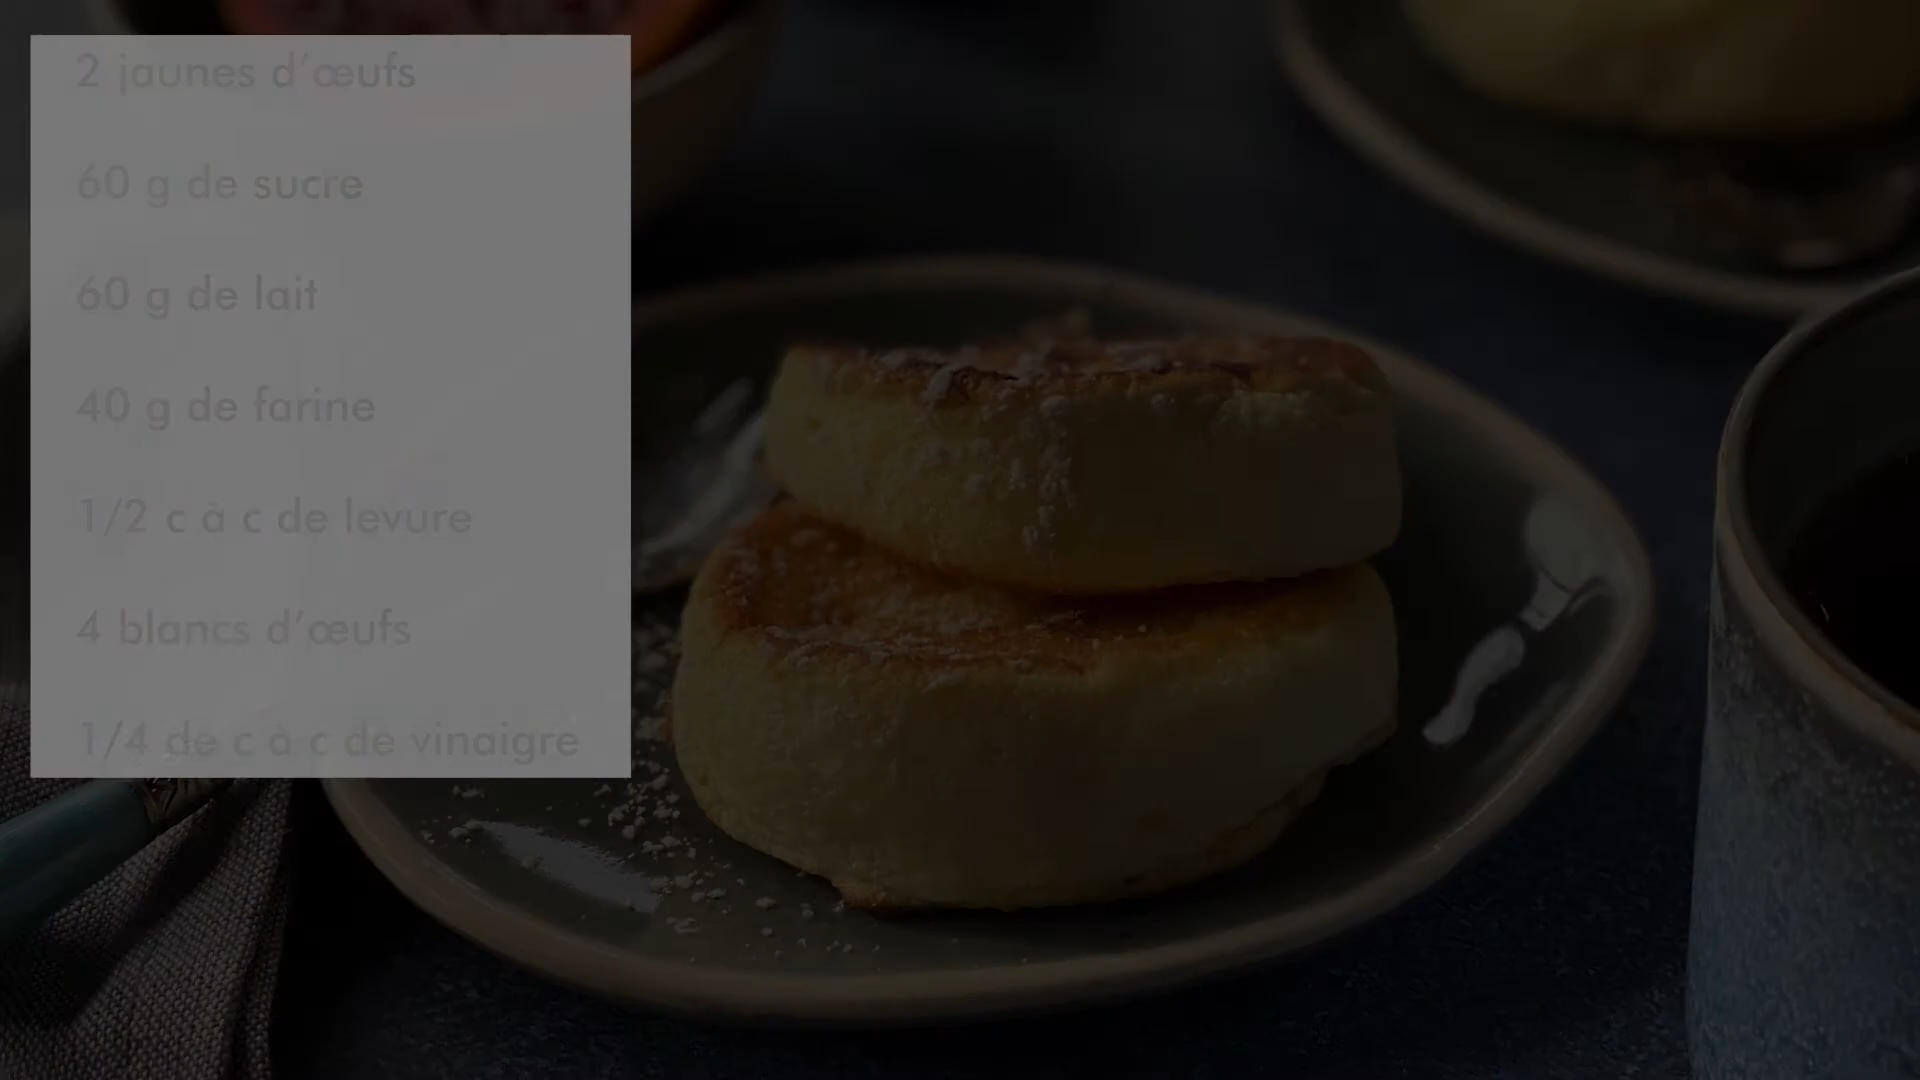 2 jaunes d’œufs
60 g de sucre
60 g de lait
40 g de farine
1/2 c à c de levure
4 blancs d’œufs
1/4 de c à c de vinaigre